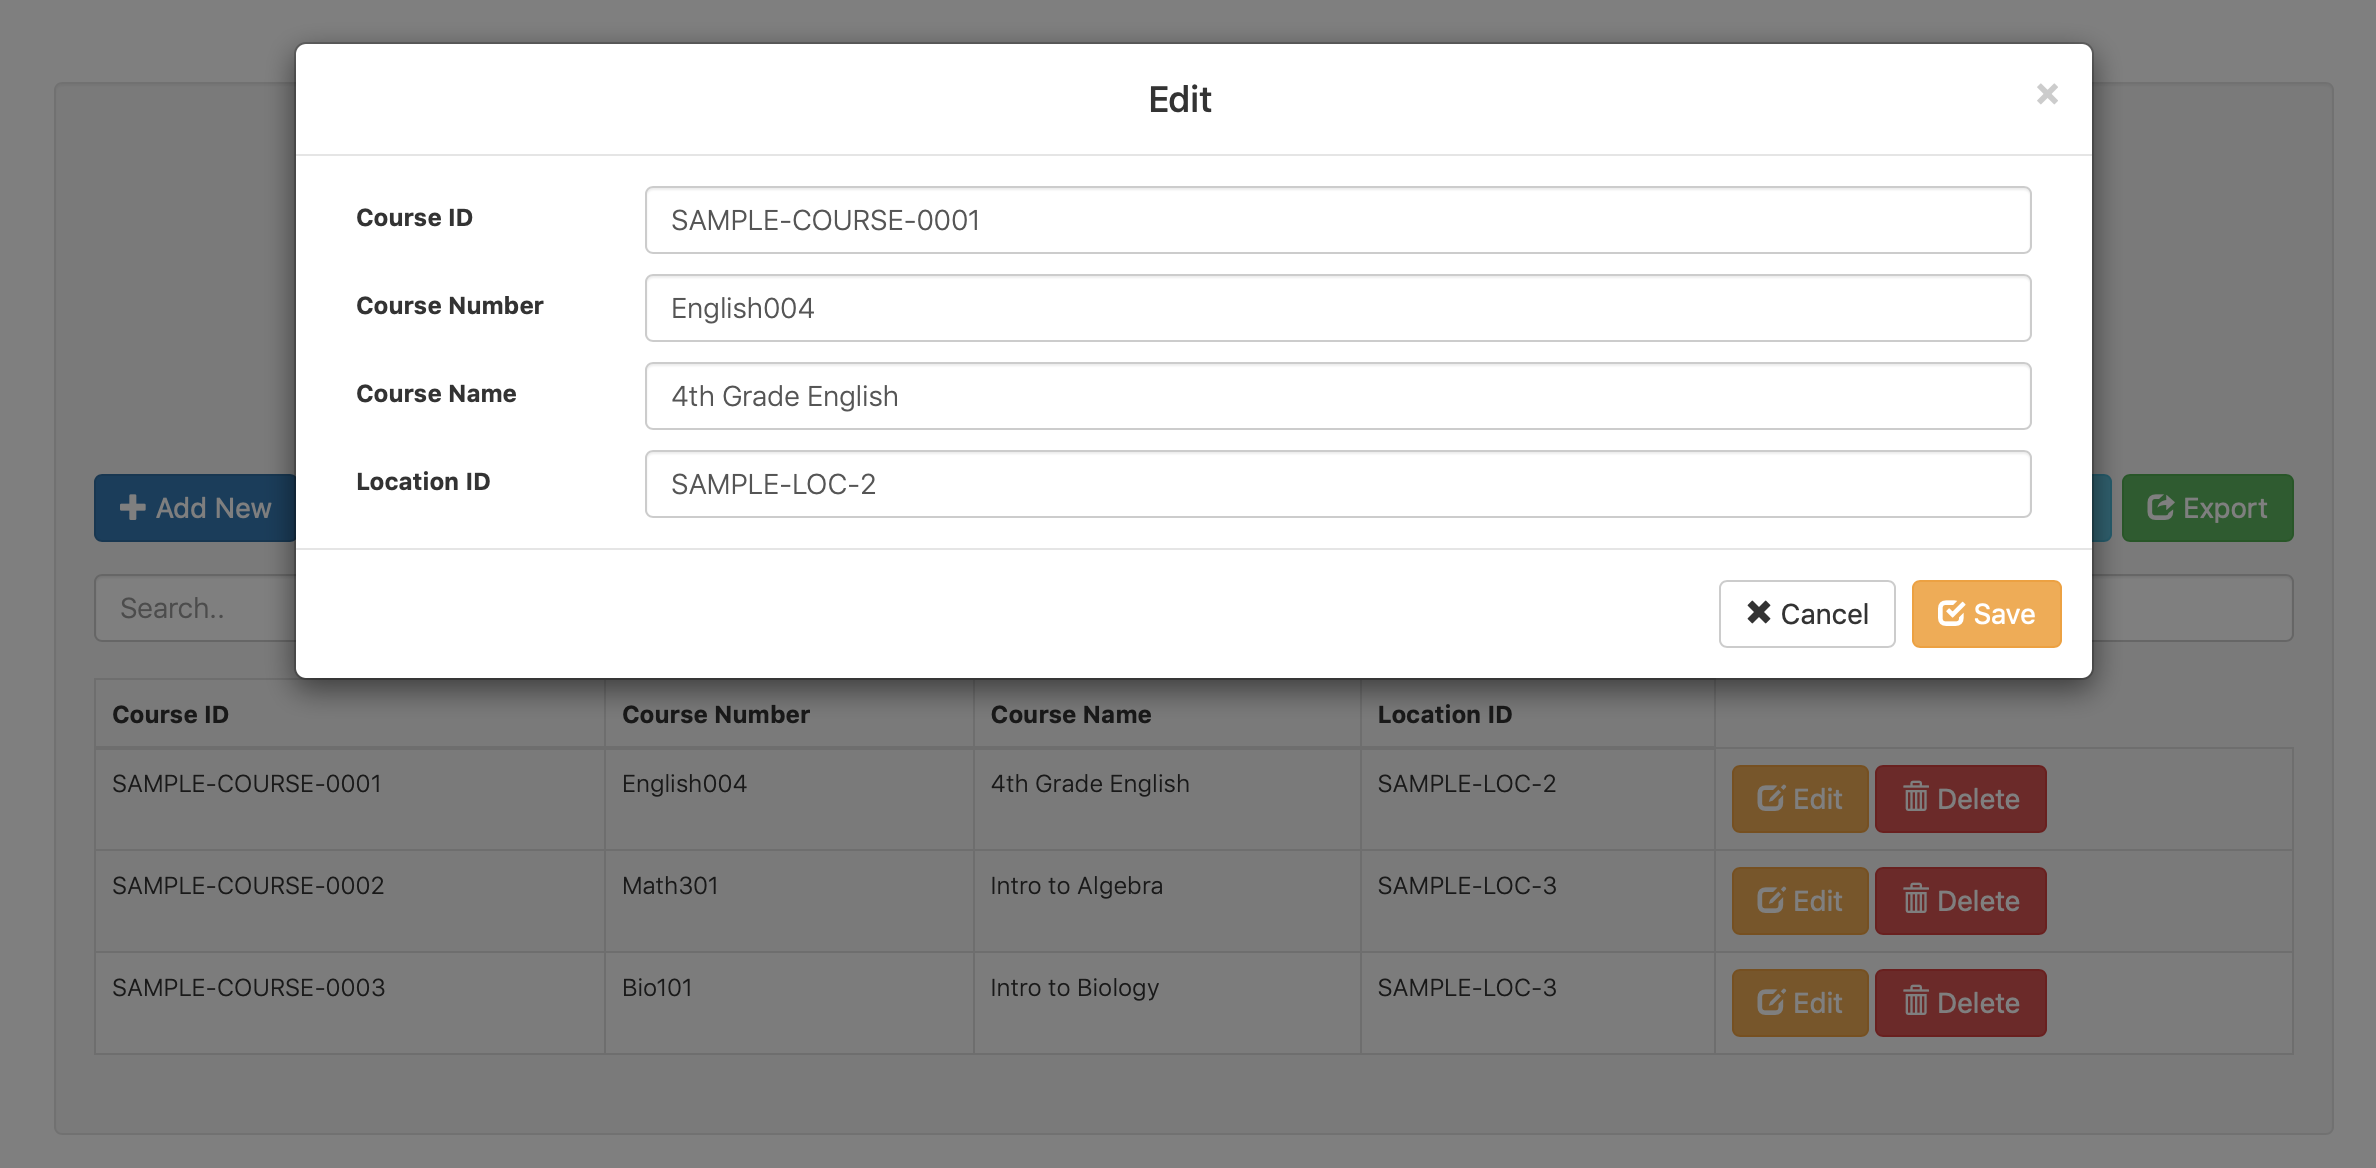 Edit ×
Course ID SAMPLE-COURSE-0001
Course Number English004
Course Name 4th Grade English
Location ID SAMPLE-LOC-2
Cancel Save
Add New Export
Search..
Course ID Course Number Course Name Location ID
SAMPLE-COURSE-0001 English004 4th Grade English SAMPLE-LOC-2 Edit Delete
SAMPLE-COURSE-0002 Math301 Intro to Algebra SAMPLE-LOC-3 Edit Delete
SAMPLE-COURSE-0003 Bio101 Intro to Biology SAMPLE-LOC-3 Edit Delete